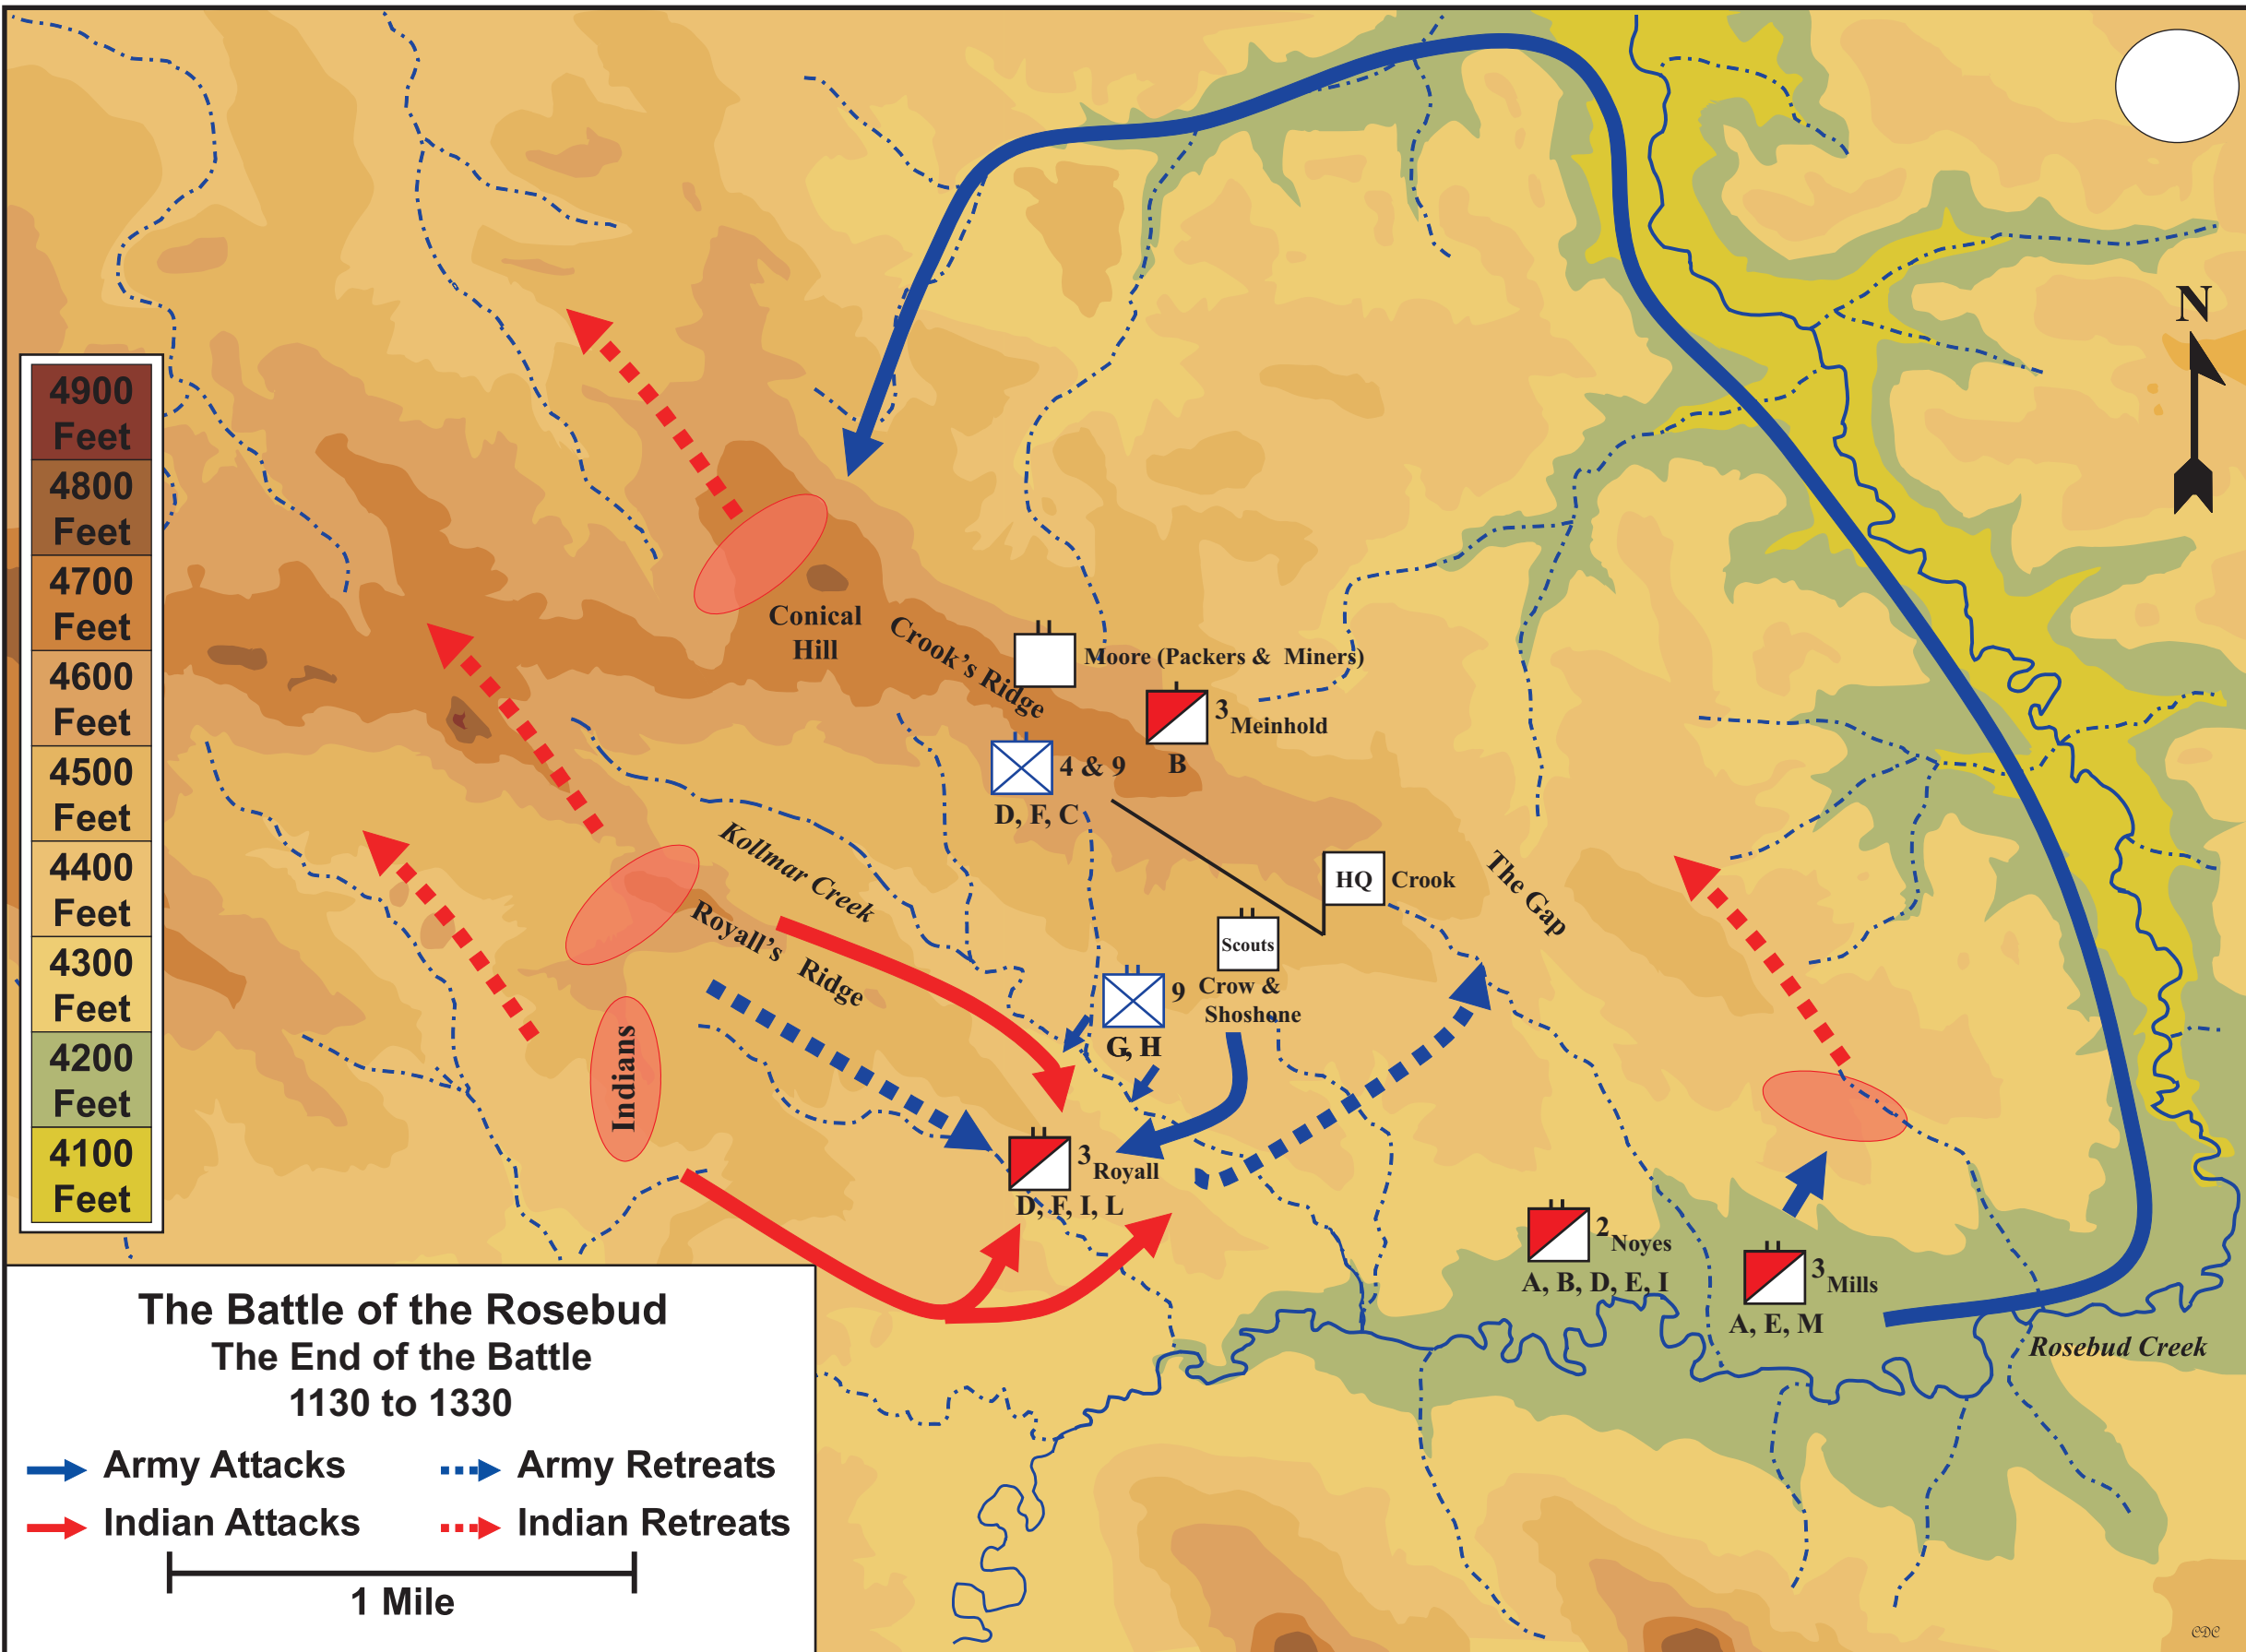 N
4900
Feet
4800
Feet
4700
Feet
4600
Feet
4500
Feet
4400
Feet
4300
Feet
4200
Feet
4100
Feet
Conical
Hill
Crook's Ridge
Moore (Packers & Miners)
3 Meinhold
B
4 & 9
D, F, C
Kollmar Creek
HQ Crook
The Gap
Royall's Ridge
Scouts
Crow &
Shoshone
9
G, H
Indians
3 Royall
D, F, I, L
2 Noyes
A, B, D, E, I
3 Mills
A, E, M
Rosebud Creek
The Battle of the Rosebud
The End of the Battle
1130 to 1330
Army Attacks
Army Retreats
Indian Attacks
Indian Retreats
1 Mile
CDC